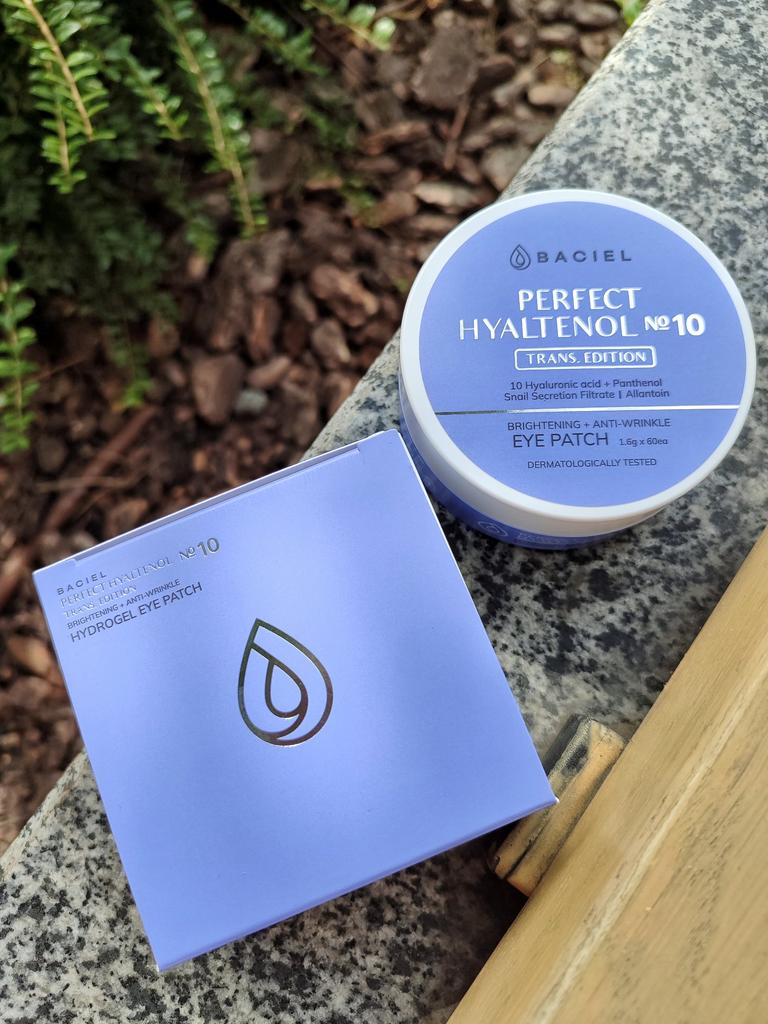 BACIEL
PERFECT
HYALTENOL №10
TRANS. EDITION
10 Hyaluronic acid + Panthenol
Snail Secretion Filtrate | Allantoin
BRIGHTENING + ANTI-WRINKLE
EYE PATCH 1.6g x 60ea
DERMATOLOGICALLY TESTED
BACIEL
PERFECT HYALTENOL №10
TRANS. EDITION
BRIGHTENING + ANTI-WRINKLE
HYDROGEL EYE PATCH